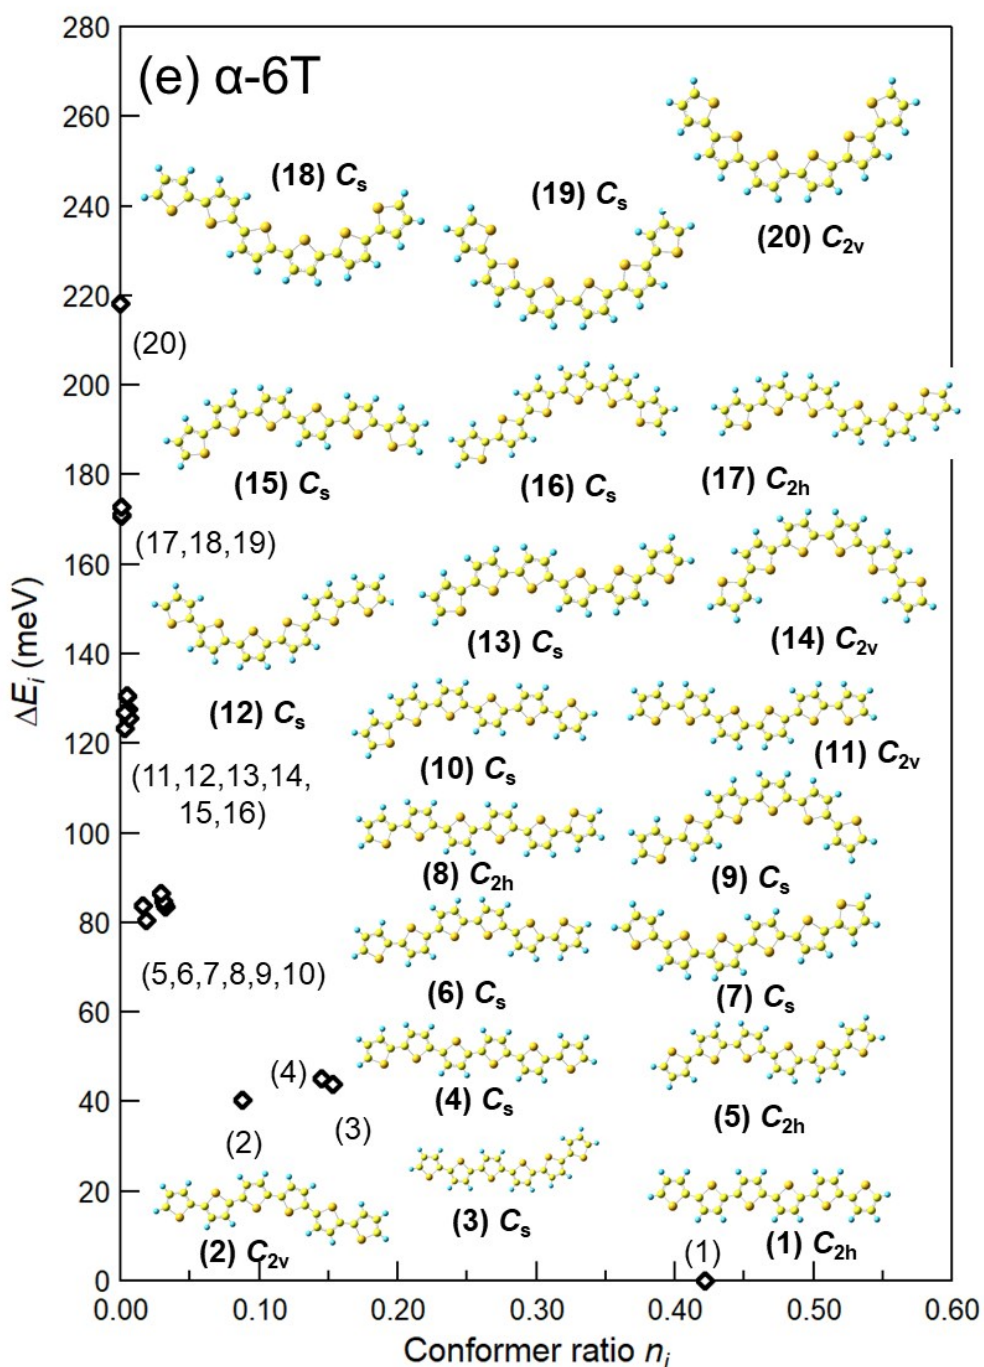 280
(e) α-6T
260
(18) Cs
(19) Cs
240
(20) C2v
220
(20)
200
(15) Cs
(16) Cs
(17) C2h
180
(17,18,19)
160
(13) Cs
(14) C2v
140
(12) Cs
120
(10) Cs
(11) C2v
(11,12,13,14,
15,16)
100
(8) C2h
(9) Cs
80
(5,6,7,8,9,10)
(6) Cs
(7) Cs
60
(4)
(4) Cs
(5) C2h
40
(2)
(3)
20
(3) Cs
(2) C2v
(1)
(1) C2h
0
ΔEi (meV)
0.00 0.10 0.20 0.30 0.40 0.50 0.60
Conformer ratio ni